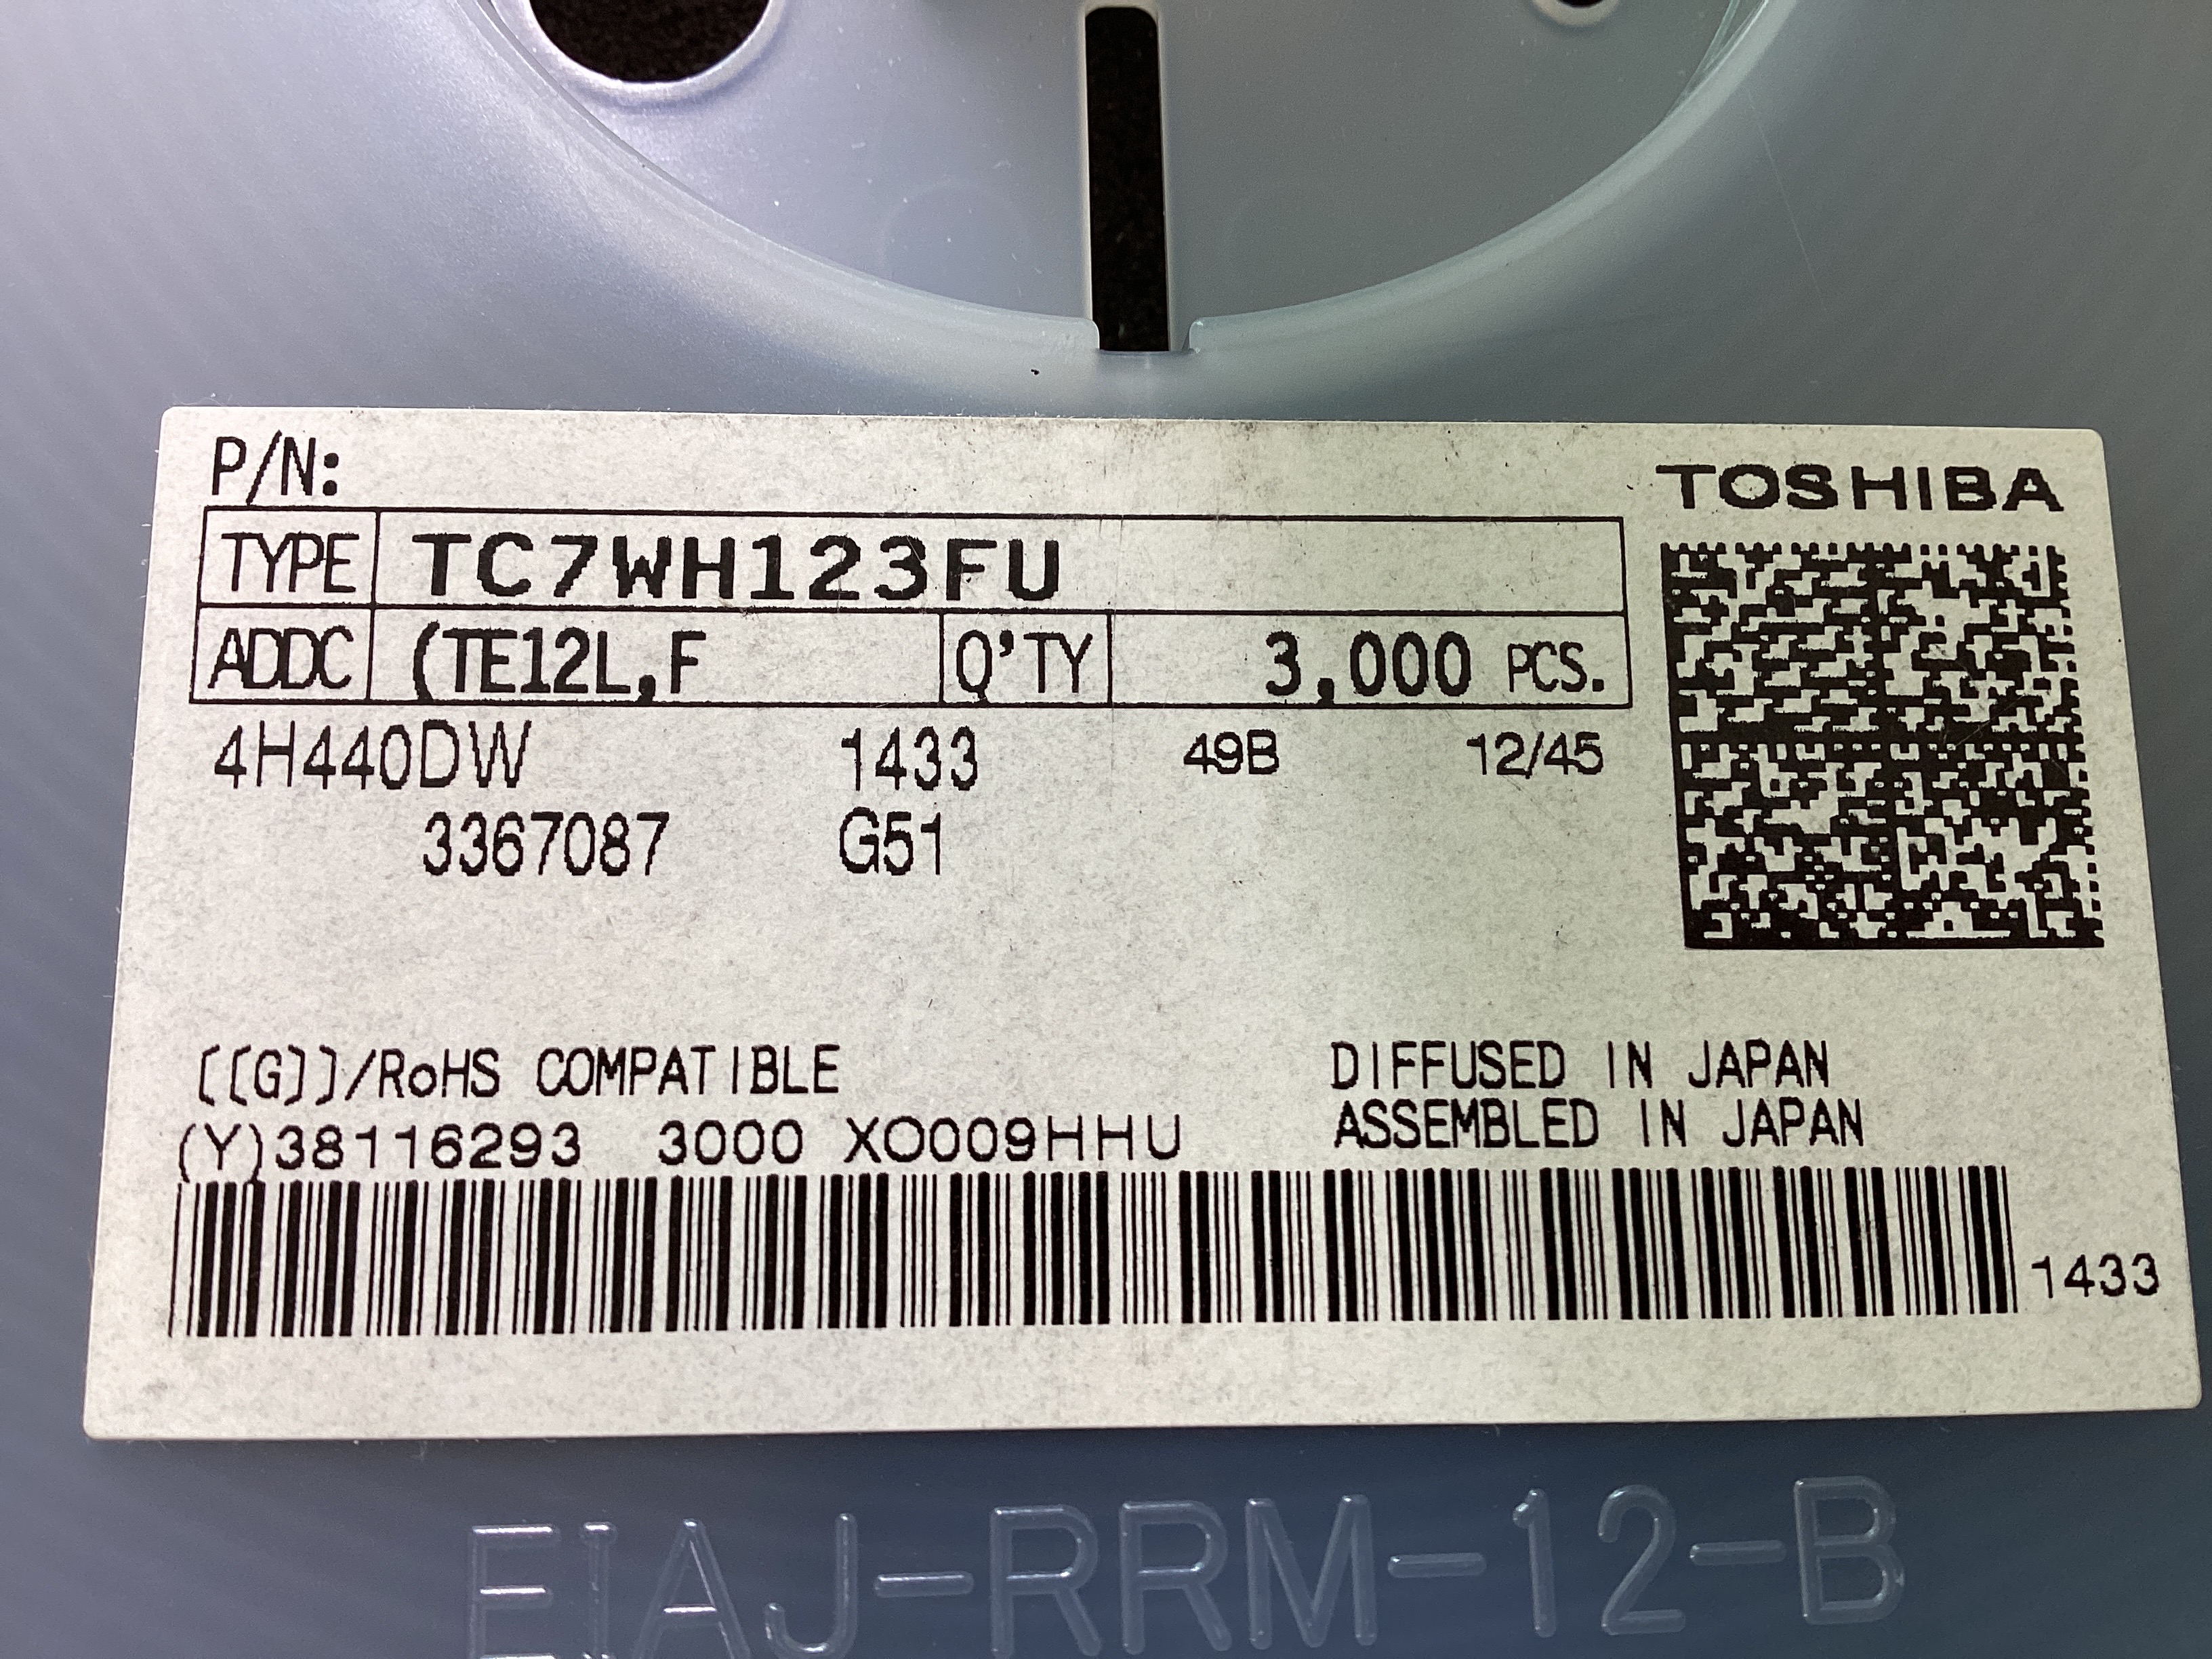 P/N:
TOSHIBA
TYPE TC7WH123FU
ADDC (TE12L,F Q'TY 3,000 PCS.
4H440DW 1433 49B 12/45
3367087 G51
[[G]]/RoHS COMPATIBLE
DIFFUSED IN JAPAN
ASSEMBLED IN JAPAN
(Y)38116293 3000 XO009HHU
1433
EIAJ-RRM-12-B